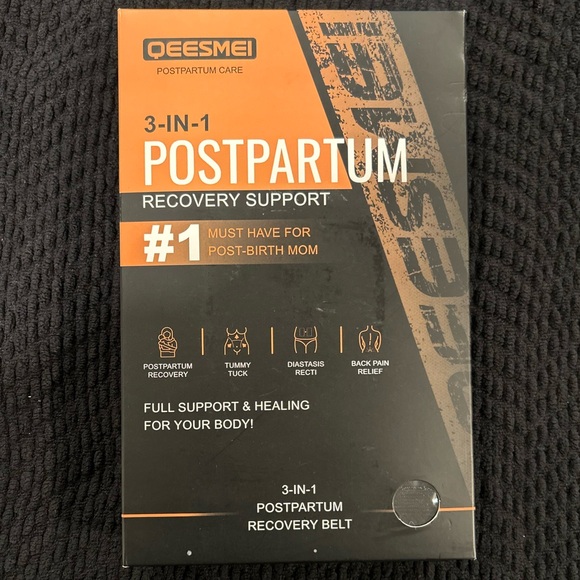 QEESMEI
POSTPARTUM CARE
3-IN-1
POSTPARTUM
RECOVERY SUPPORT
#1 MUST HAVE FOR
POST-BIRTH MOM
POSTPARTUM
RECOVERY
TUMMY
TUCK
DIASTASIS
RECTI
BACK PAIN
RELIEF
FULL SUPPORT & HEALING
FOR YOUR BODY!
3-IN-1
POSTPARTUM
RECOVERY BELT
QEESMEI